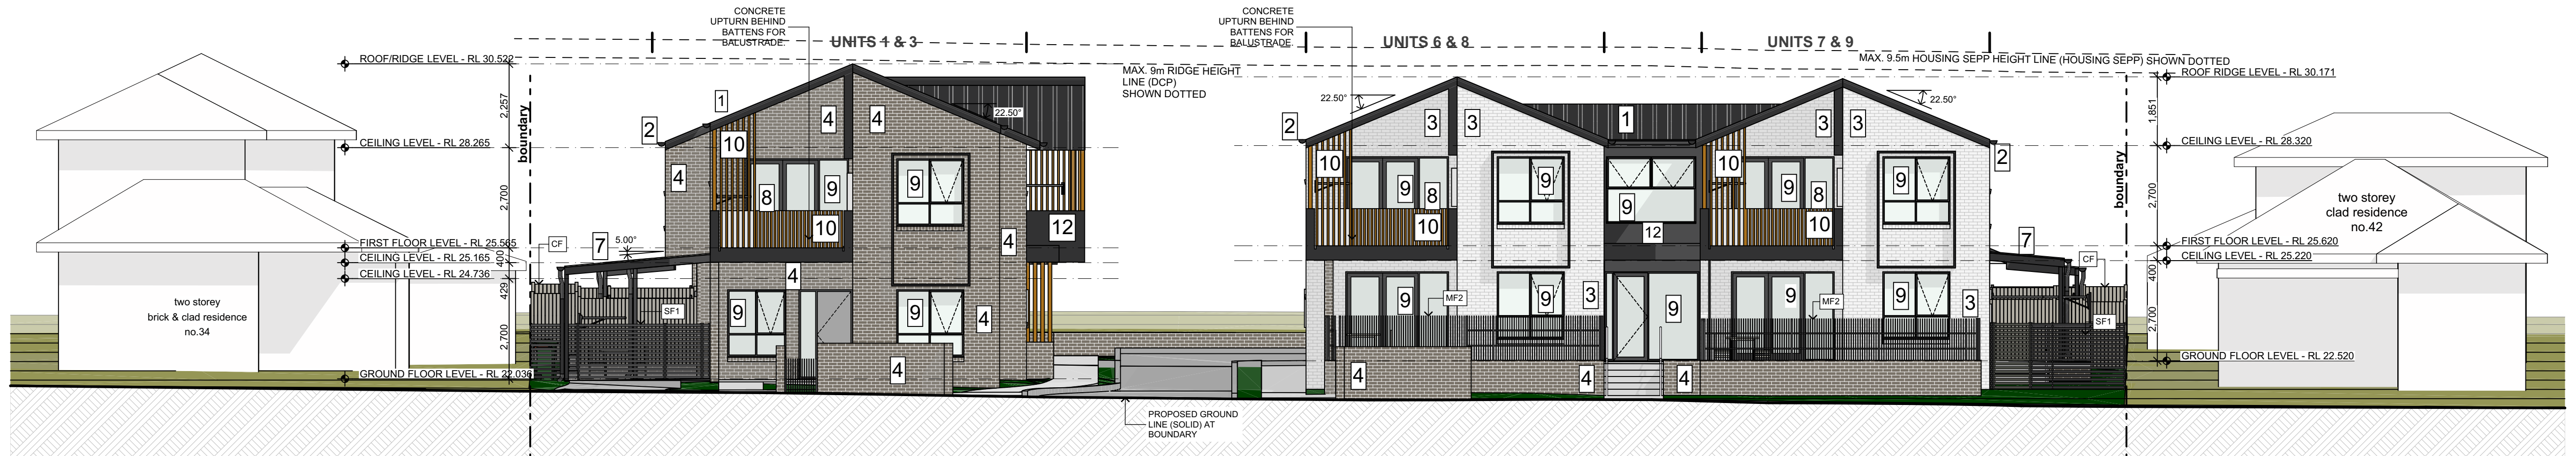 CONCRETE
UPTURN BEHIND
BATTENS FOR
BALUSTRADE.
UNITS 1 & 3
CONCRETE
UPTURN BEHIND
BATTENS FOR
BALUSTRADE.
UNITS 6 & 8
UNITS 7 & 9
MAX. 9m RIDGE HEIGHT
LINE (DCP)
SHOWN DOTTED
MAX. 9.5m HOUSING SEPP HEIGHT LINE (HOUSING SEPP) SHOWN DOTTED
ROOF/RIDGE LEVEL - RL 30.522
CEILING LEVEL - RL 28.265
FIRST FLOOR LEVEL - RL 25.565
CEILING LEVEL - RL 25.165
CEILING LEVEL - RL 24.736
GROUND FLOOR LEVEL - RL 22.036
2,257
2,700
400
429
2,700
boundary
two storey
brick & clad residence
no.34
1
2
4
4
4
22.50°
10
8
9
9
10
4
12
7
5.00°
CF
SF1
4
9
9
4
4
PROPOSED GROUND
LINE (SOLID) AT
BOUNDARY
22.50°
2
3
3
1
3
3
22.50°
2
10
9
8
9
9
10
12
10
9
8
9
10
7
CF
9
MF2
9
3
9
9
MF2
9
3
SF1
4
4
4
boundary
ROOF RIDGE LEVEL - RL 30.171
CEILING LEVEL - RL 28.320
FIRST FLOOR LEVEL - RL 25.620
CEILING LEVEL - RL 25.220
GROUND FLOOR LEVEL - RL 22.520
1,851
2,700
400
2,700
two storey
clad residence
no.42